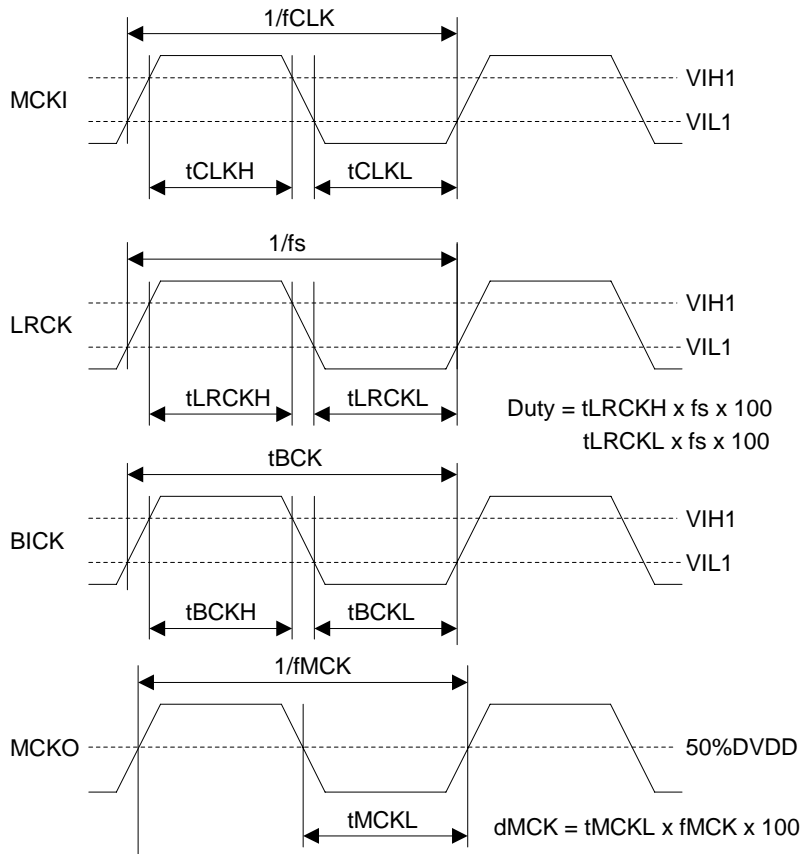 1/fCLK
MCKI
VIH1
VIL1
tCLKH tCLKL
1/fs
LRCK
VIH1
VIL1
tLRCKH tLRCKL
Duty = tLRCKH x fs x 100
tLRCKL x fs x 100
tBCK
BICK
VIH1
VIL1
tBCKH tBCKL
1/fMCK
MCKO
50%DVDD
tMCKL
dMCK = tMCKL x fMCK x 100